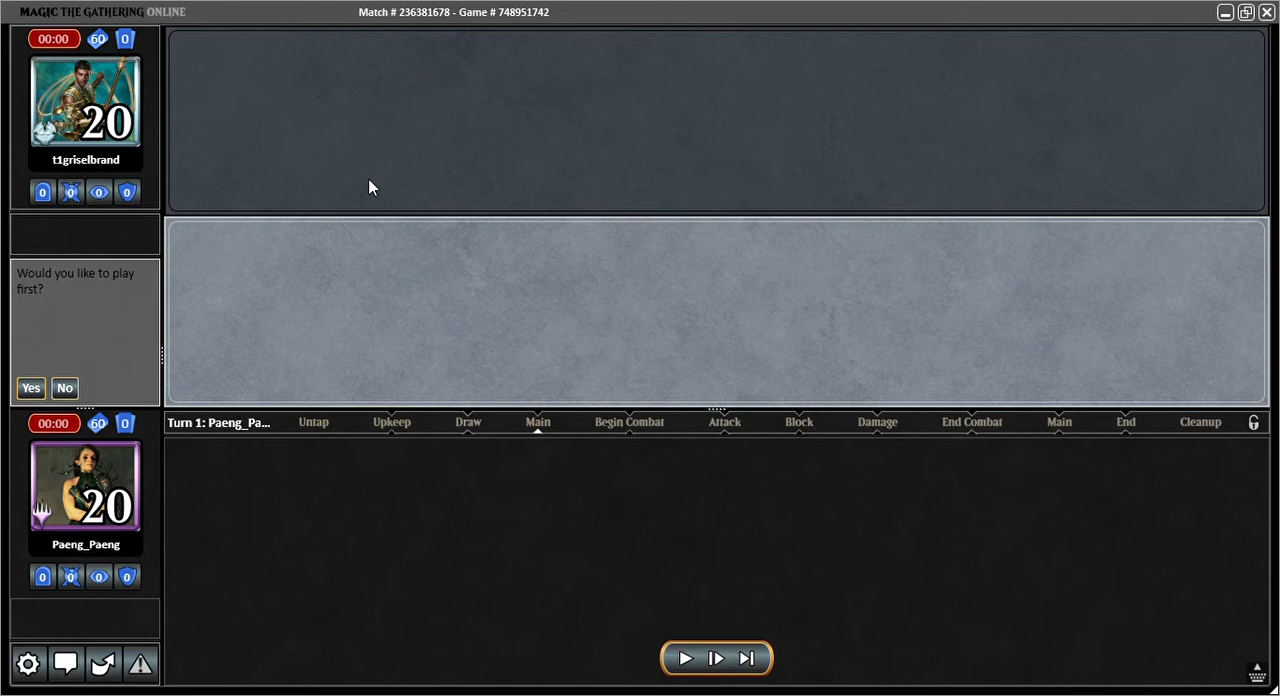 MAGIC THE GATHERING ONLINE
Match # 236381678 - Game # 748951742
00:00 60 0
20
t1griselbrand
0 0 0 0
Would you like to play
first?
Yes No
00:00 60 0
Turn 1: Paeng_Pa... Untap Upkeep Draw Main Begin Combat Attack Block Damage End Combat Main End Cleanup
20
Paeng_Paeng
0 0 0 0